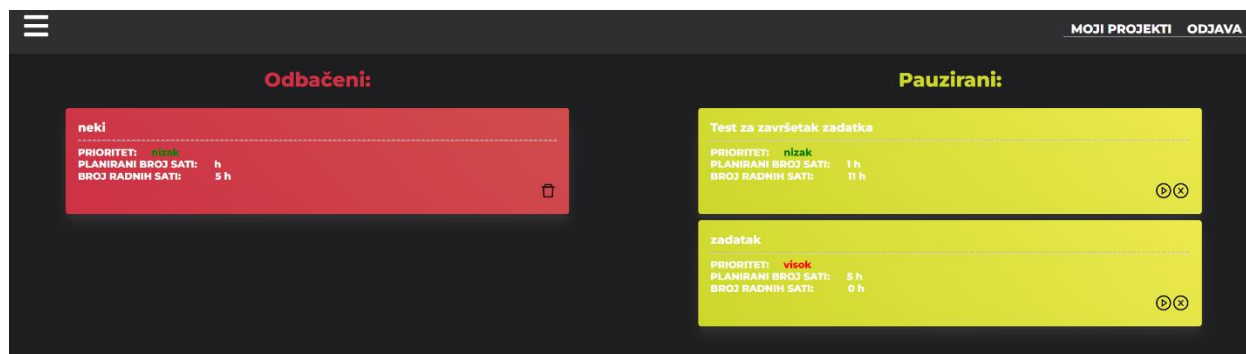 MOJI PROJEKTI ODJAVA
Odbačeni:
neki
PRIORITET: nizak
PLANIRANI BROJ SATI: h
BROJ RADNIH SATI: 5 h
Pauzirani:
Test za završetak zadatka
PRIORITET: nizak
PLANIRANI BROJ SATI: 1 h
BROJ RADNIH SATI: 11 h
zadatak
PRIORITET: visok
PLANIRANI BROJ SATI: 5 h
BROJ RADNIH SATI: 0 h